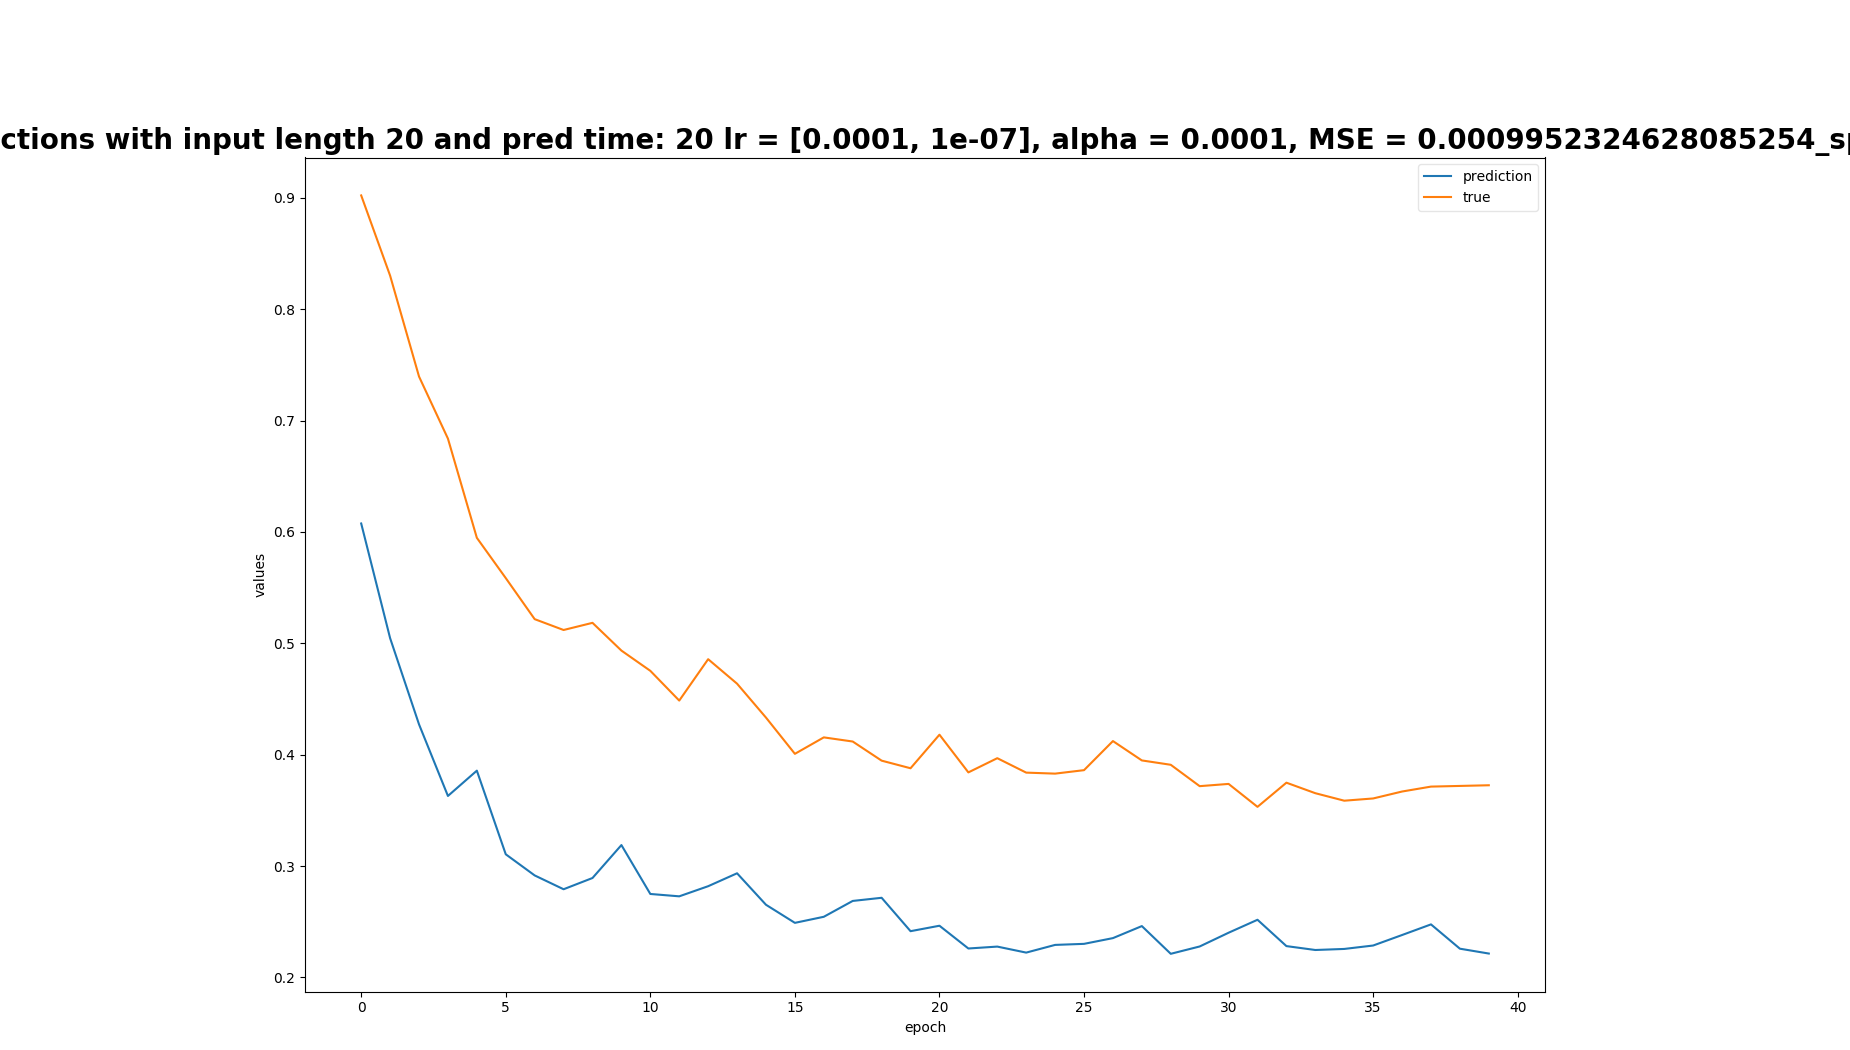 ctions with input length 20 and pred time: 20 lr = [0.0001, 1e-07], alpha = 0.0001, MSE = 0.0009952324628085254_sp
prediction
true
0.9
0.8
0.7
0.6
0.5
0.4
0.3
0.2
values
0 5 10 15 20 25 30 35 40
epoch